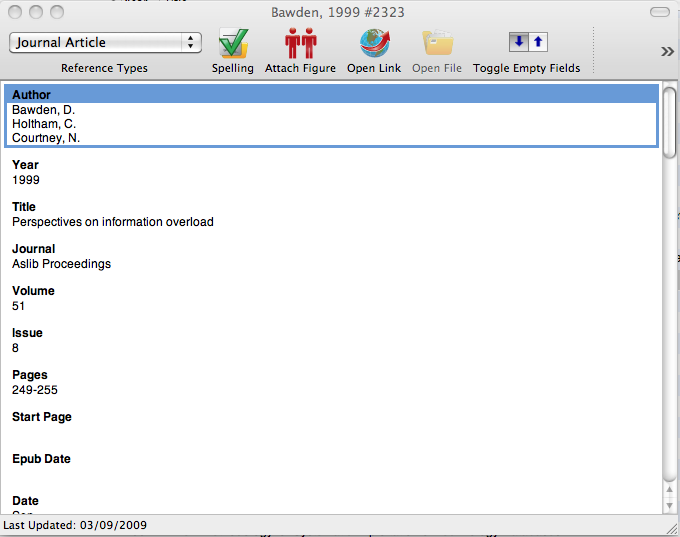 Bawden, 1999 #2323
Journal Article
Reference Types
Spelling
Attach Figure
Open Link
Open File
Toggle Empty Fields
Author
Bawden, D.
Holtham, C.
Courtney, N.
Year
1999
Title
Perspectives on information overload
Journal
Aslib Proceedings
Volume
51
Issue
8
Pages
249-255
Start Page
Epub Date
Date
Last Updated: 03/09/2009